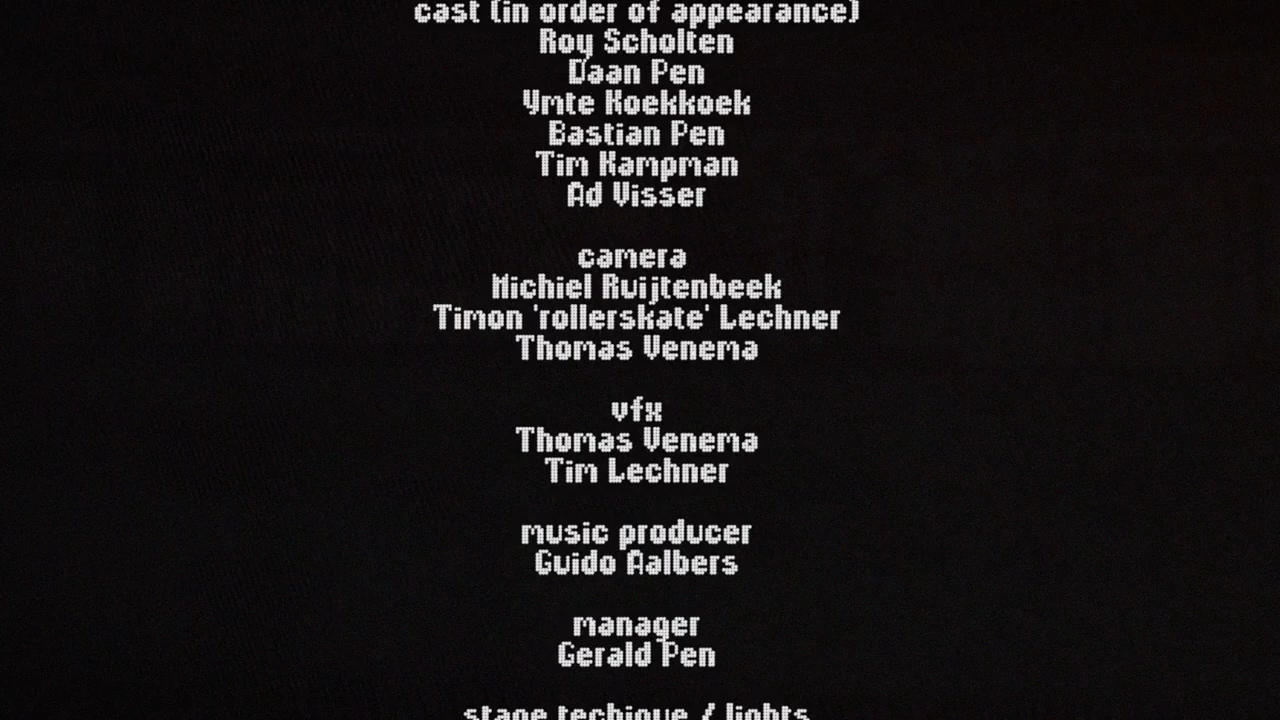 cast (in order of appearance)
Roy Scholten
Daan Pen
Ymte Koekkoek
Bastian Pen
Tim Kampman
Ad Visser
camera
Michiel Ruijtenbeek
Timon 'rollerskate' Lechner
Thomas Venema
vfx
Thomas Venema
Tim Lechner
music producer
Guido Aalbers
manager
Gerald Pen
stage techique / lights